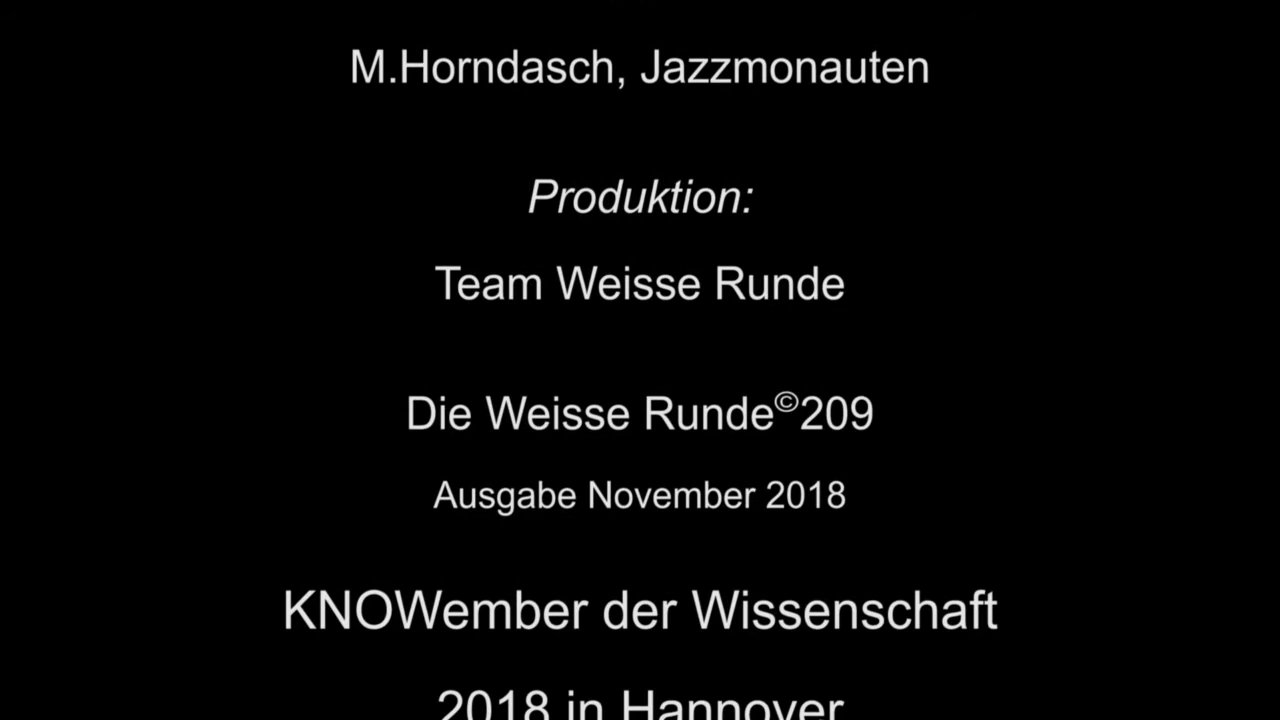 M.Horndasch, Jazzmonauten
Produktion:
Team Weisse Runde
Die Weisse Runde©209
Ausgabe November 2018
KNOWember der Wissenschaft
2018 in Hannover